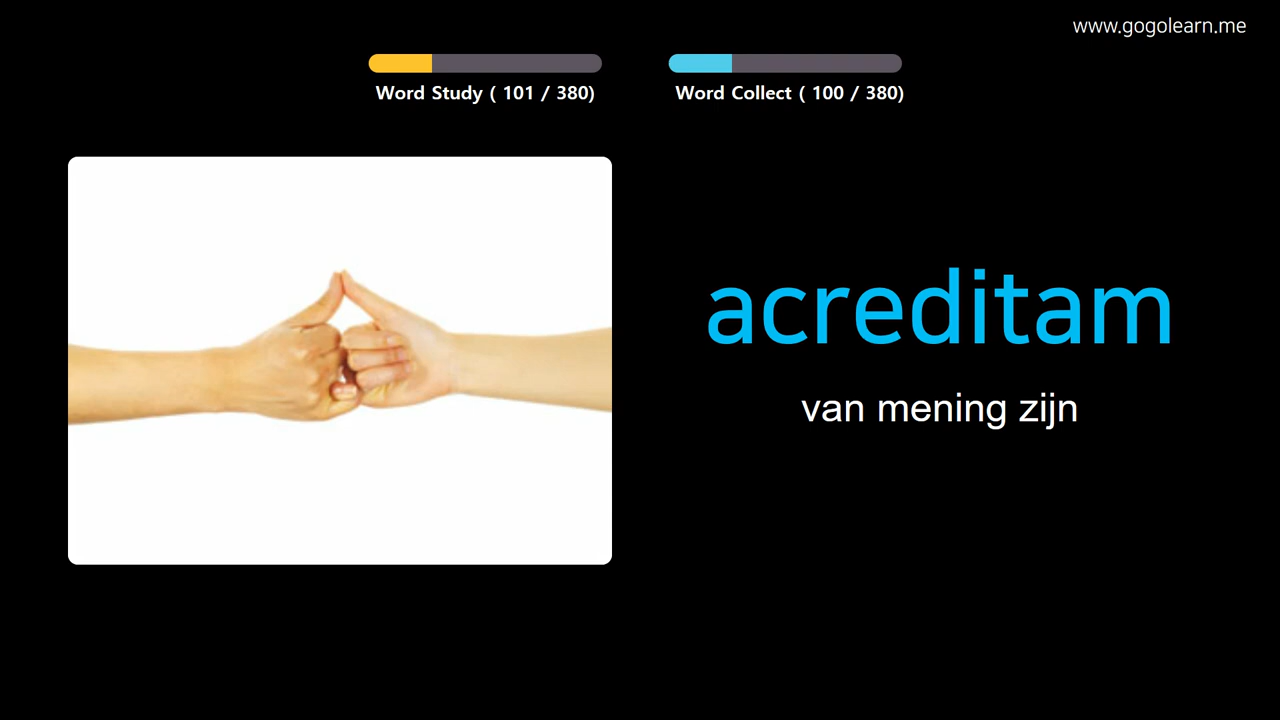 www.gogolearn.me
Word Study ( 101 / 380)
Word Collect ( 100 / 380)
acreditam
van mening zijn